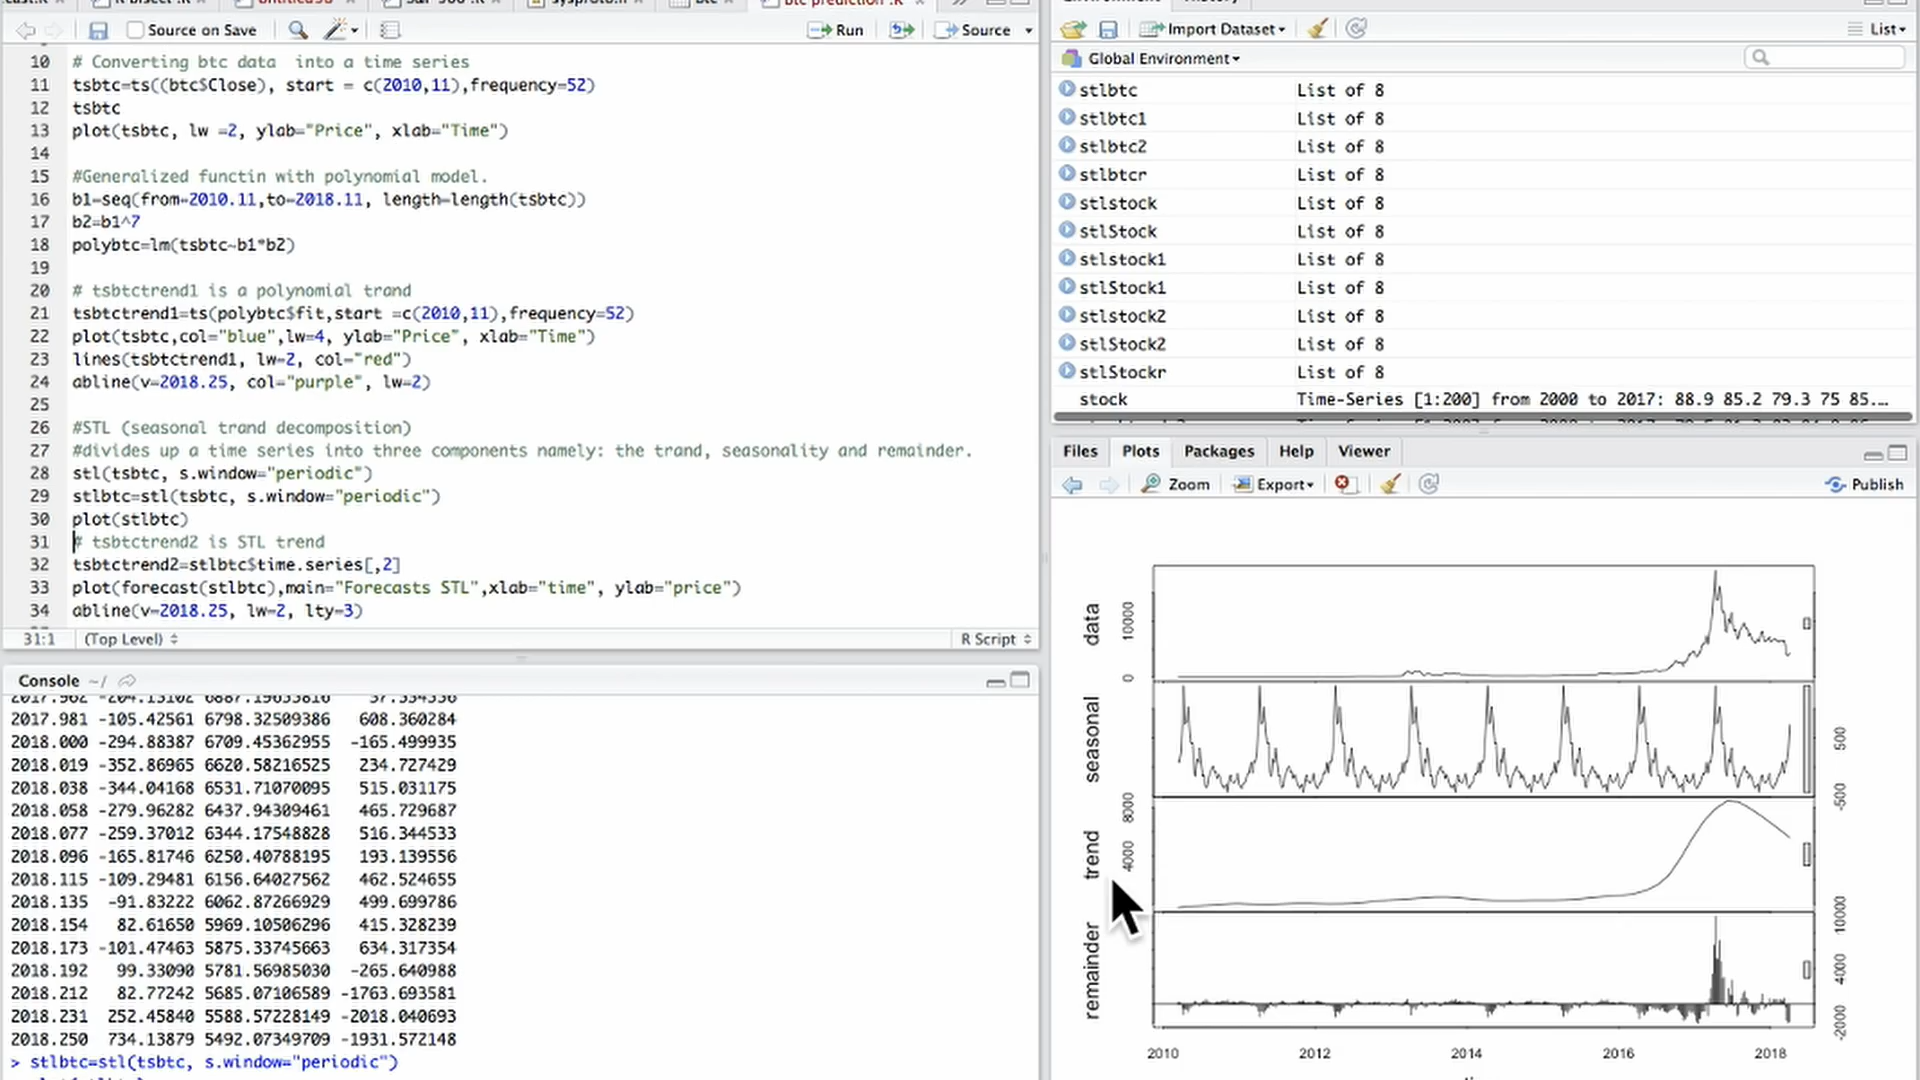 Source on Save
Run
Source
10 # Converting btc data  into a time series
11 tsbtc=ts((btc$Close), start = c(2010,11),frequency=52)
12 tsbtc
13 plot(tsbtc, lw =2, ylab="Price", xlab="Time")
14
15 #Generalized functin with polynomial model.
16 b1=seq(from=2010.11,to=2018.11, length=length(tsbtc))
17 b2=b1^7
18 polybtc=lm(tsbtc~b1*b2)
19
20 # tsbtctrend1 is a polynomial trand
21 tsbtctrend1=ts(polybtc$fit,start =c(2010,11),frequency=52)
22 plot(tsbtc,col="blue",lw=4, ylab="Price", xlab="Time")
23 lines(tsbtctrend1, lw=2, col="red")
24 abline(v=2018.25, col="purple", lw=2)
25
26 #STL (seasonal trand decomposition)
27 #divides up a time series into three components namely: the trand, seasonality and remainder.
28 stl(tsbtc, s.window="periodic")
29 stlbtc=stl(tsbtc, s.window="periodic")
30 plot(stlbtc)
31 # tsbtctrend2 is STL trend
32 tsbtctrend2=stlbtc$time.series[,2]
33 plot(forecast(stlbtc),main="Forecasts STL",xlab="time", ylab="price")
34 abline(v=2018.25, lw=2, lty=3)
31:1 (Top Level) R Script
Console ~/
2017.981 -105.42561 6798.32509386 608.360284
2018.000 -294.88387 6709.45362955 -165.499935
2018.019 -352.86965 6620.58216525 234.727429
2018.038 -344.04168 6531.71070095 515.031175
2018.058 -279.96282 6437.94309461 465.729687
2018.077 -259.37012 6344.17548828 516.344533
2018.096 -165.81746 6250.40788195 193.139556
2018.115 -109.29481 6156.64027562 462.524655
2018.135 -91.83222 6062.87266929 499.699786
2018.154 82.61650 5969.10506296 415.328239
2018.173 -101.47463 5875.33745663 634.317354
2018.192 99.33090 5781.56985030 -265.640988
2018.212 82.77242 5685.07106589 -1763.693581
2018.231 252.45840 5588.57228149 -2018.040693
2018.250 734.13879 5492.07349709 -1931.572148
> stlbtc=stl(tsbtc, s.window="periodic")
Import Dataset
List
Global Environment
stlbtc List of 8
stlbtc1 List of 8
stlbtc2 List of 8
stlbtcr List of 8
stlstock List of 8
stlStock List of 8
stlstock1 List of 8
stlStock1 List of 8
stlstock2 List of 8
stlStock2 List of 8
stlStockr List of 8
stock Time-Series [1:200] from 2000 to 2017: 88.9 85.2 79.3 75 85...
Files Plots Packages Help Viewer
Zoom Export Publish
data
0 10000
seasonal
-500 500
trend
4000 8000
remainder
-2000 4000 10000
2010 2012 2014 2016 2018